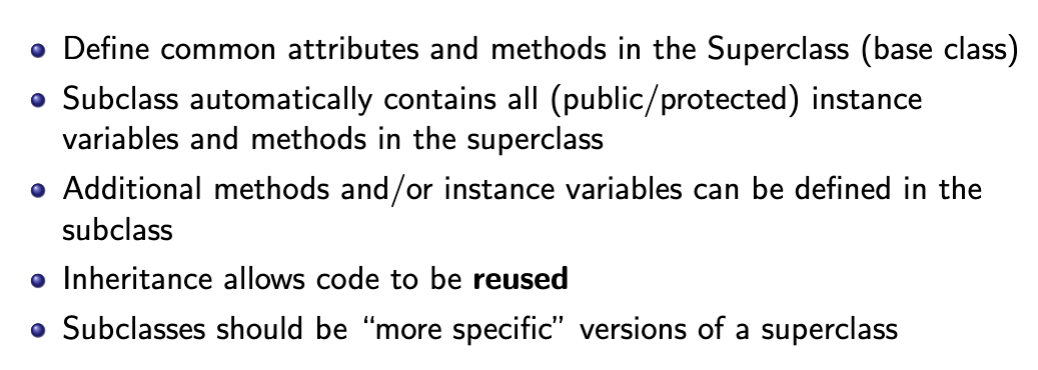 Define common attributes and methods in the Superclass (base class)
Subclass automatically contains all (public/protected) instance
variables and methods in the superclass
Additional methods and/or instance variables can be defined in the
subclass
Inheritance allows code to be reused
Subclasses should be “more specific” versions of a superclass